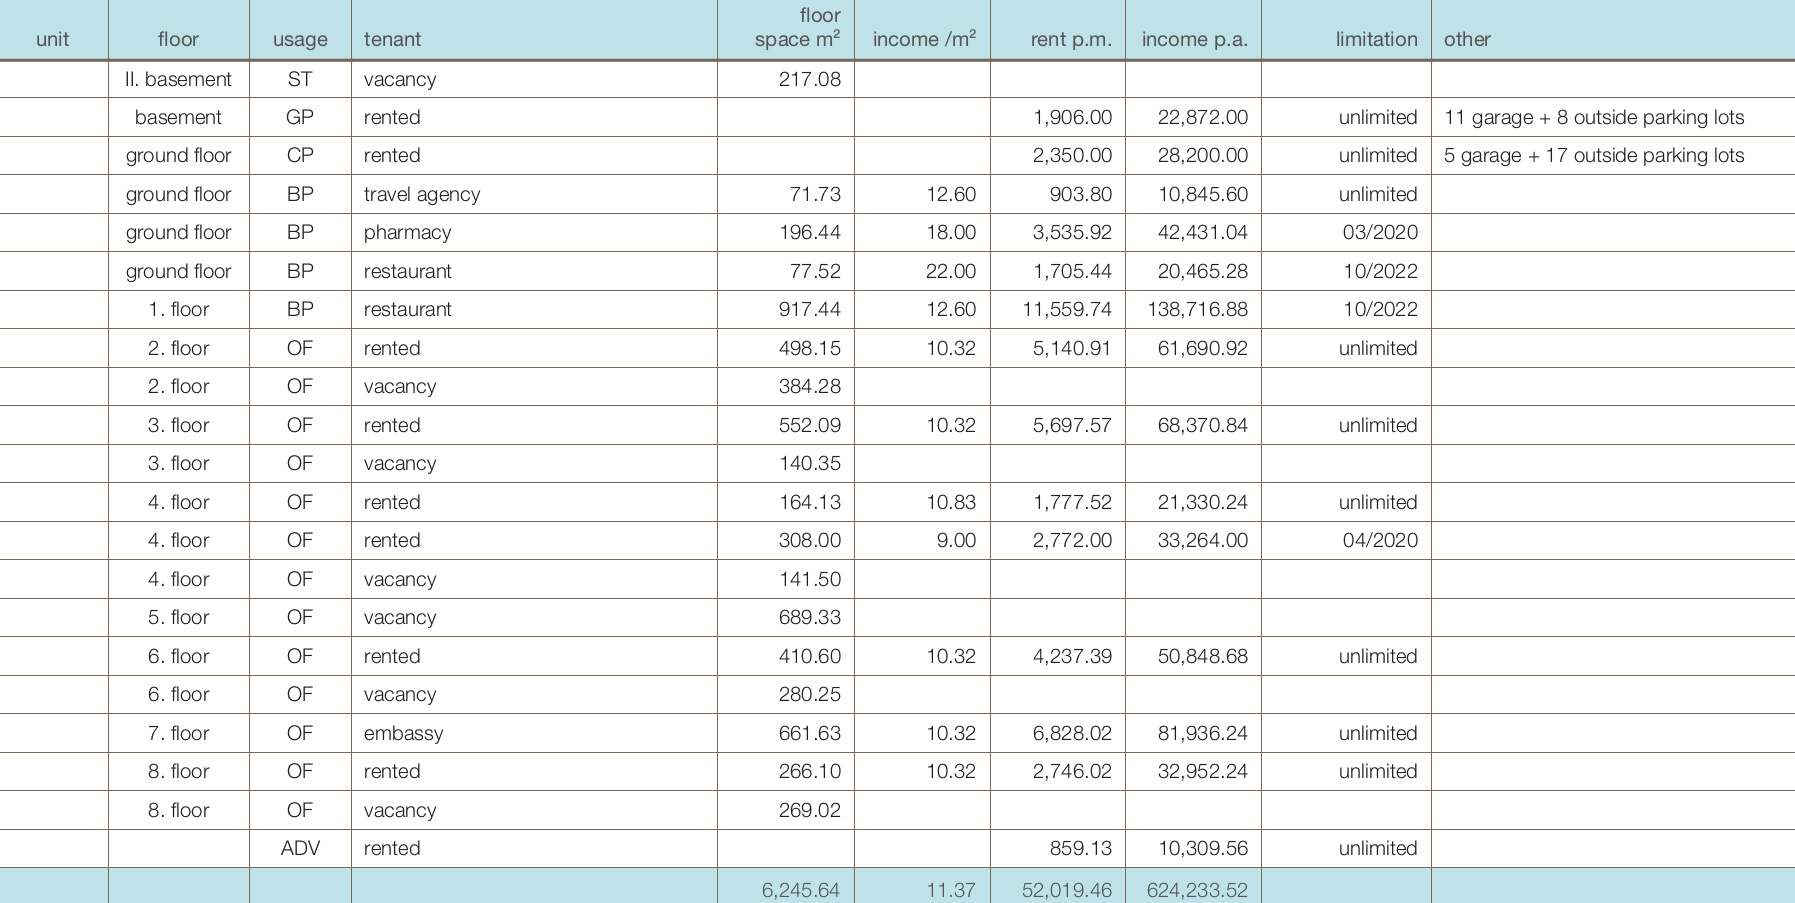 unit floor usage tenant floor space m² income /m² rent p.m. income p.a. limitation other
II. basement ST vacancy 217.08
basement GP rented 1,906.00 22,872.00 unlimited 11 garage + 8 outside parking lots
ground floor CP rented 2,350.00 28,200.00 unlimited 5 garage + 17 outside parking lots
ground floor BP travel agency 71.73 12.60 903.80 10,845.60 unlimited
ground floor BP pharmacy 196.44 18.00 3,535.92 42,431.04 03/2020
ground floor BP restaurant 77.52 22.00 1,705.44 20,465.28 10/2022
1. floor BP restaurant 917.44 12.60 11,559.74 138,716.88 10/2022
2. floor OF rented 498.15 10.32 5,140.91 61,690.92 unlimited
2. floor OF vacancy 384.28
3. floor OF rented 552.09 10.32 5,697.57 68,370.84 unlimited
3. floor OF vacancy 140.35
4. floor OF rented 164.13 10.83 1,777.52 21,330.24 unlimited
4. floor OF rented 308.00 9.00 2,772.00 33,264.00 04/2020
4. floor OF vacancy 141.50
5. floor OF vacancy 689.33
6. floor OF rented 410.60 10.32 4,237.39 50,848.68 unlimited
6. floor OF vacancy 280.25
7. floor OF embassy 661.63 10.32 6,828.02 81,936.24 unlimited
8. floor OF rented 266.10 10.32 2,746.02 32,952.24 unlimited
8. floor OF vacancy 269.02
ADV rented 859.13 10,309.56 unlimited
6,245.64 11.37 52,019.46 624,233.52